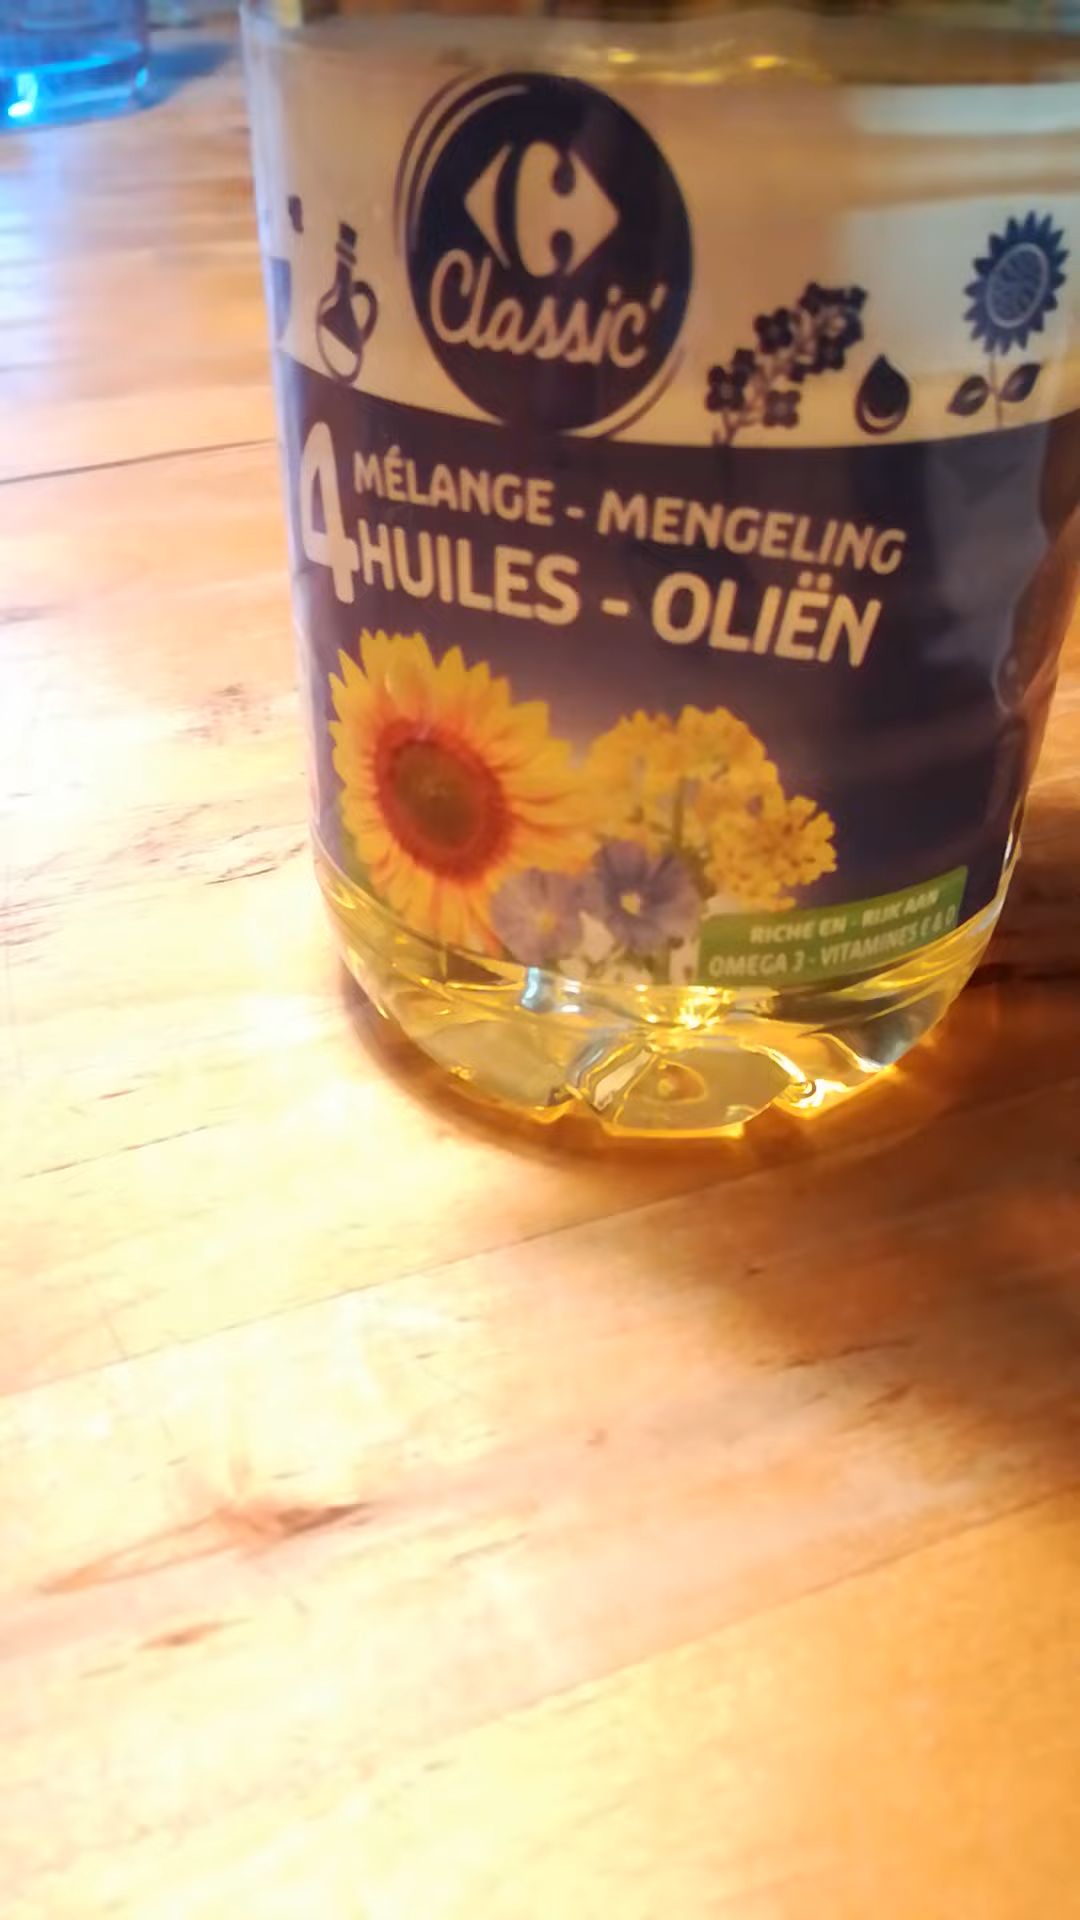 Classic'
4 MÉLANGE - MENGELING
HUILES - OLIËN
RICHE EN - RIJK AAN
OMEGA 3 - VITAMINES E & D